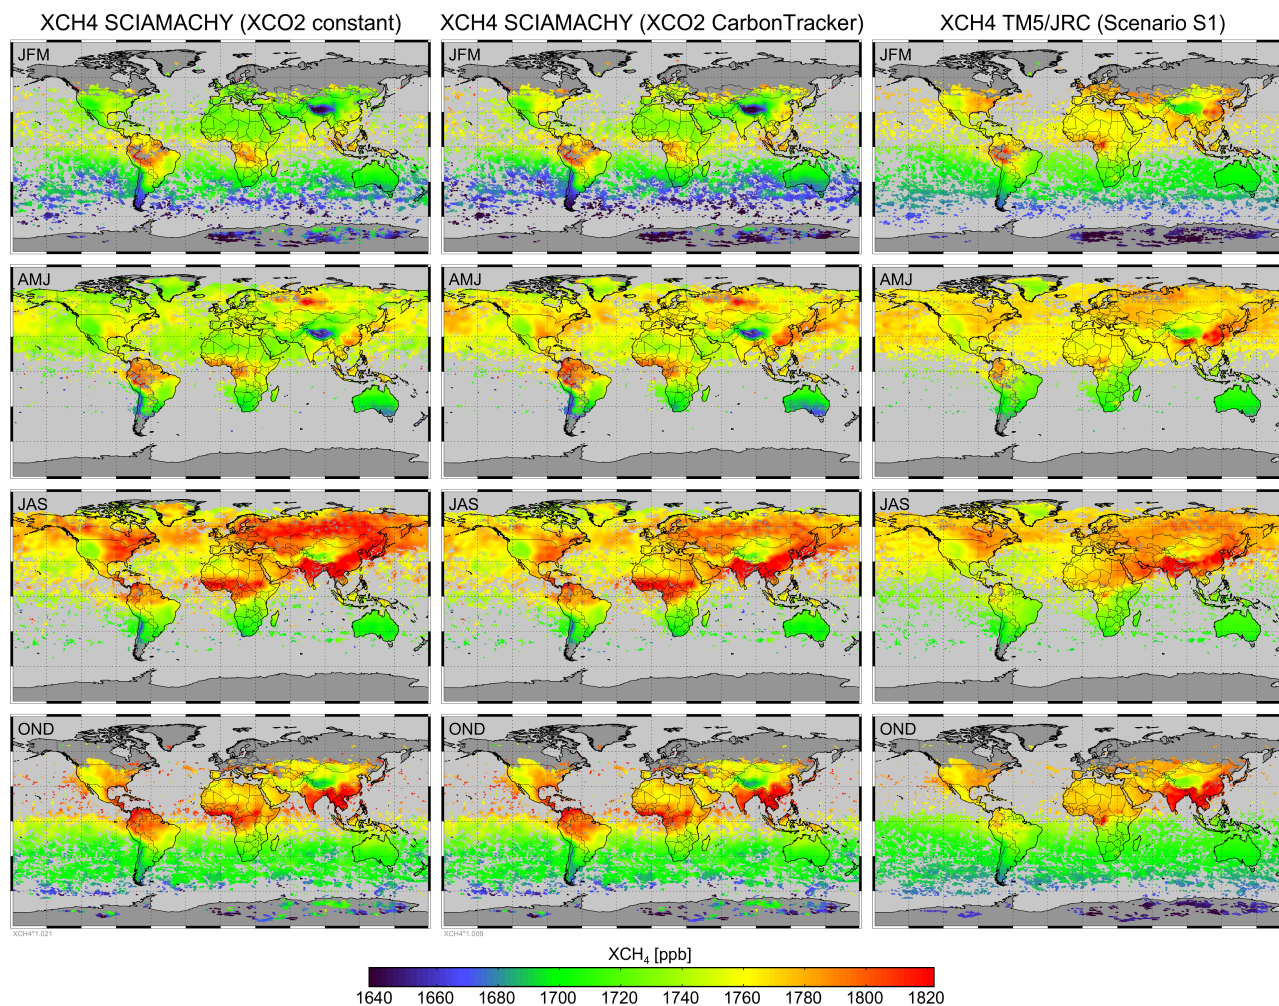 XCH4 SCIAMACHY (XCO2 constant) XCH4 SCIAMACHY (XCO2 CarbonTracker) XCH4 TM5/JRC (Scenario S1)
JFM JFM JFM
AMJ AMJ AMJ
JAS JAS JAS
OND OND OND
XCH4*1.021 XCH4*1.009
XCH₄ [ppb]
1640 1660 1680 1700 1720 1740 1760 1780 1800 1820